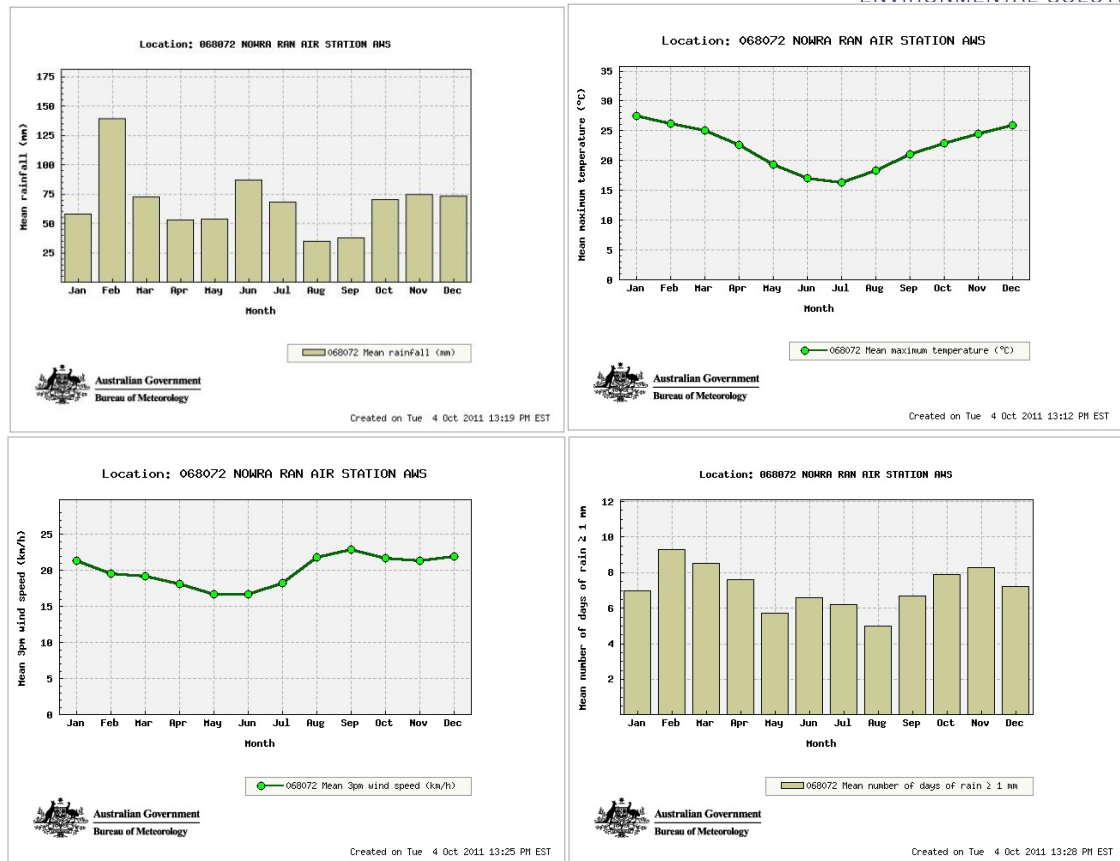 Location: 068072 NOWRA RAN AIR STATION AWS
175
150
125
100
75
50
25
Mean rainfall (mm)
Jan Feb Mar Apr May Jun Jul Aug Sep Oct Nov Dec
Month
068072 Mean rainfall (mm)
Australian Government
Bureau of Meteorology
Created on Tue 4 Oct 2011 13:19 PM EST
Location: 068072 NOWRA RAN AIR STATION AWS
35
30
25
20
15
10
5
0
Mean maximum temperature (°C)
Jan Feb Mar Apr May Jun Jul Aug Sep Oct Nov Dec
Month
068072 Mean maximum temperature (°C)
Australian Government
Bureau of Meteorology
Created on Tue 4 Oct 2011 13:12 PM EST
Location: 068072 NOWRA RAN AIR STATION AWS
25
20
15
10
5
0
Mean 3pm wind speed (km/h)
Jan Feb Mar Apr May Jun Jul Aug Sep Oct Nov Dec
Month
068072 Mean 3pm wind speed (km/h)
Australian Government
Bureau of Meteorology
Created on Tue 4 Oct 2011 13:25 PM EST
Location: 068072 NOWRA RAN AIR STATION AWS
12
10
8
6
4
2
Mean number of days of rain ≥ 1 mm
Jan Feb Mar Apr May Jun Jul Aug Sep Oct Nov Dec
Month
068072 Mean number of days of rain ≥ 1 mm
Australian Government
Bureau of Meteorology
Created on Tue 4 Oct 2011 13:28 PM EST